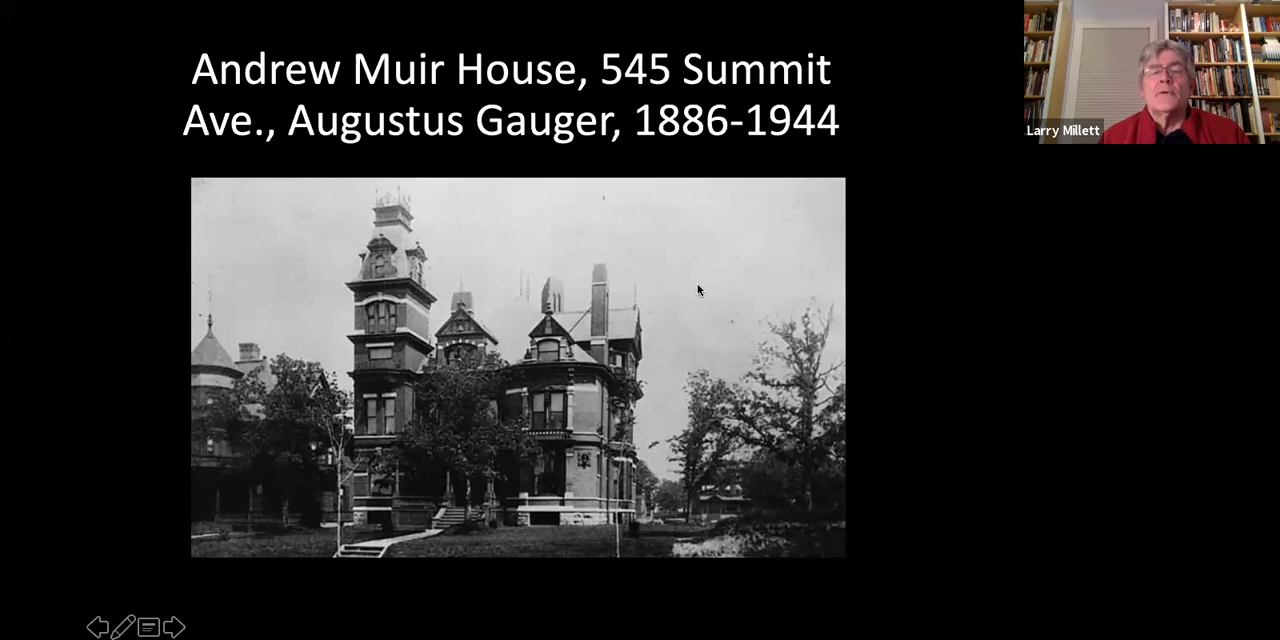 Andrew Muir House, 545 Summit
Ave., Augustus Gauger, 1886-1944
Larry Millett